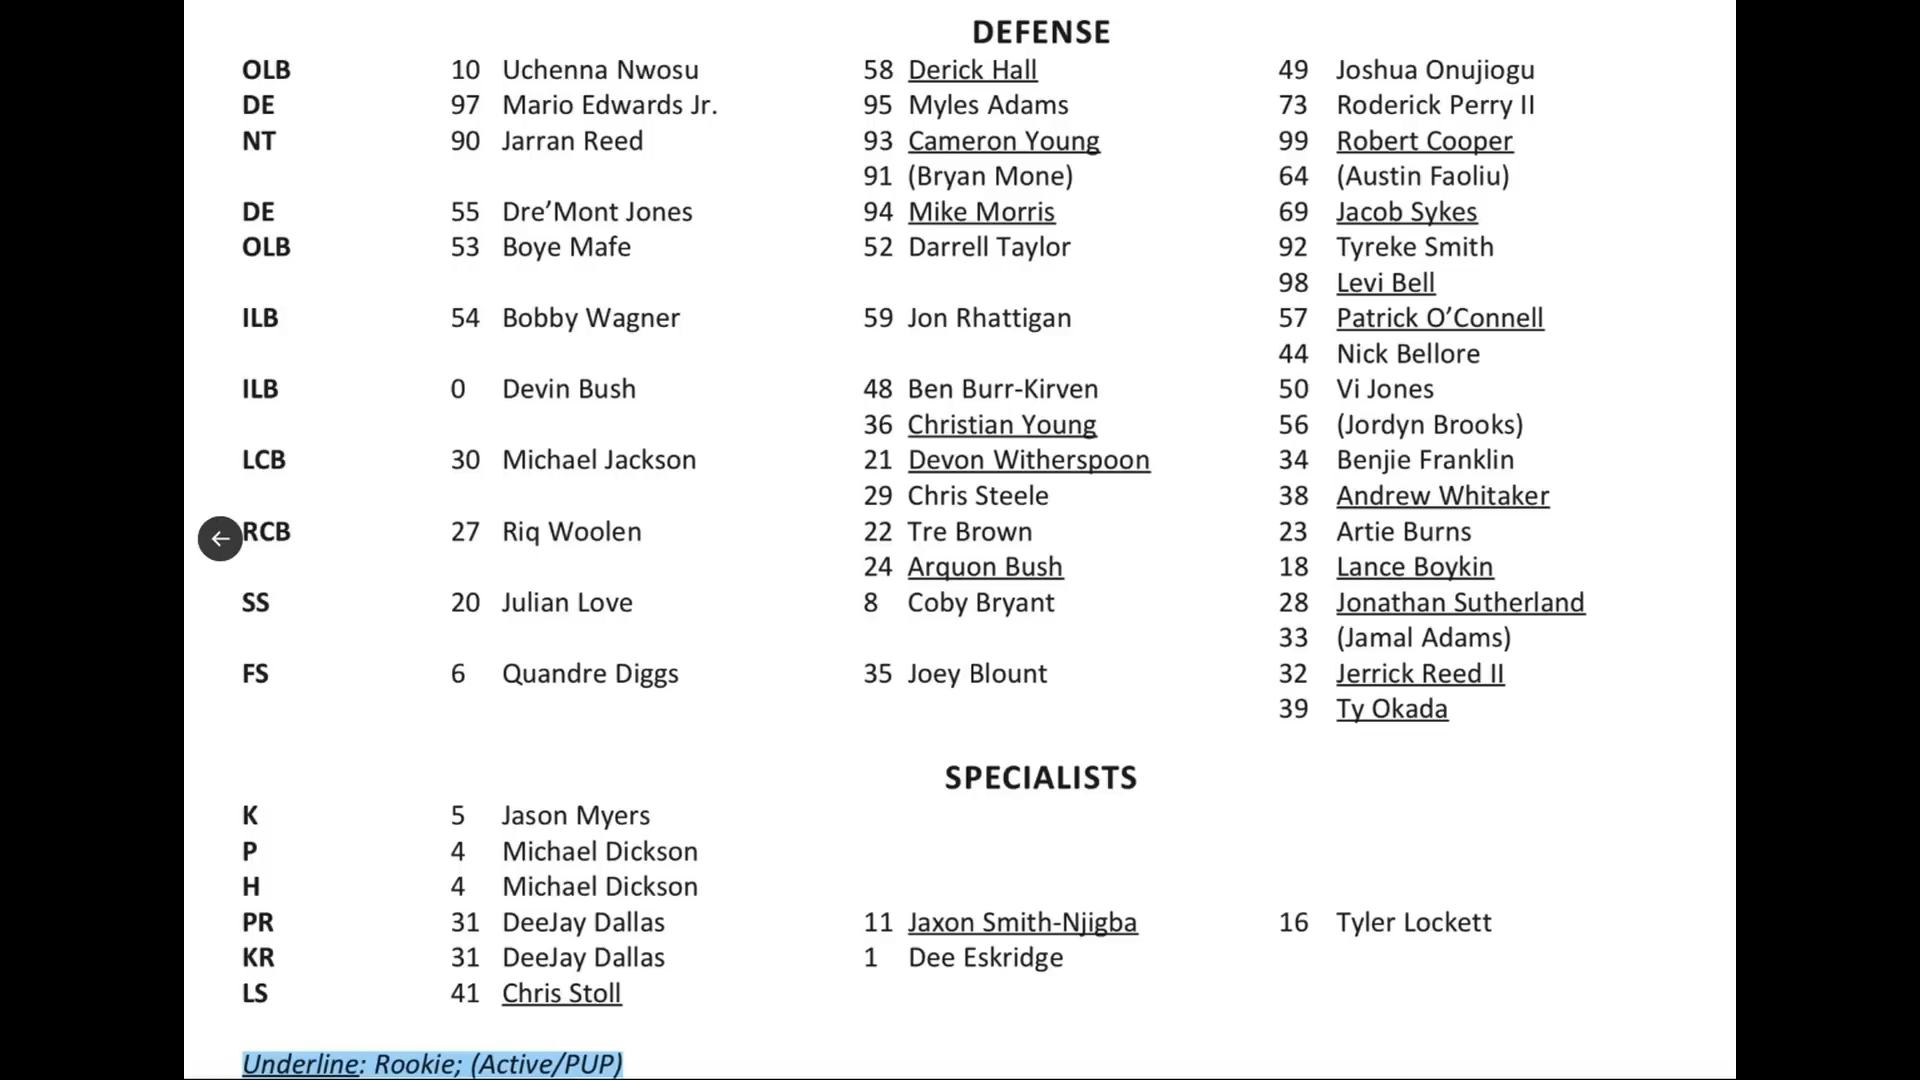 DEFENSE
OLB 10 Uchenna Nwosu 58 Derick Hall 49 Joshua Onujiogu
DE 97 Mario Edwards Jr. 95 Myles Adams 73 Roderick Perry II
NT 90 Jarran Reed 93 Cameron Young 99 Robert Cooper
91 (Bryan Mone) 64 (Austin Faoliu)
DE 55 Dre’Mont Jones 94 Mike Morris 69 Jacob Sykes
OLB 53 Boye Mafe 52 Darrell Taylor 92 Tyreke Smith
98 Levi Bell
ILB 54 Bobby Wagner 59 Jon Rhattigan 57 Patrick O’Connell
44 Nick Bellore
ILB 0 Devin Bush 48 Ben Burr-Kirven 50 Vi Jones
36 Christian Young 56 (Jordyn Brooks)
LCB 30 Michael Jackson 21 Devon Witherspoon 34 Benjie Franklin
29 Chris Steele 38 Andrew Whitaker
RCB 27 Riq Woolen 22 Tre Brown 23 Artie Burns
24 Arquon Bush 18 Lance Boykin
SS 20 Julian Love 8 Coby Bryant 28 Jonathan Sutherland
33 (Jamal Adams)
FS 6 Quandre Diggs 35 Joey Blount 32 Jerrick Reed II
39 Ty Okada
SPECIALISTS
K 5 Jason Myers
P 4 Michael Dickson
H 4 Michael Dickson
PR 31 DeeJay Dallas 11 Jaxon Smith-Njigba 16 Tyler Lockett
KR 31 DeeJay Dallas 1 Dee Eskridge
LS 41 Chris Stoll
Underline: Rookie; (Active/PUP)